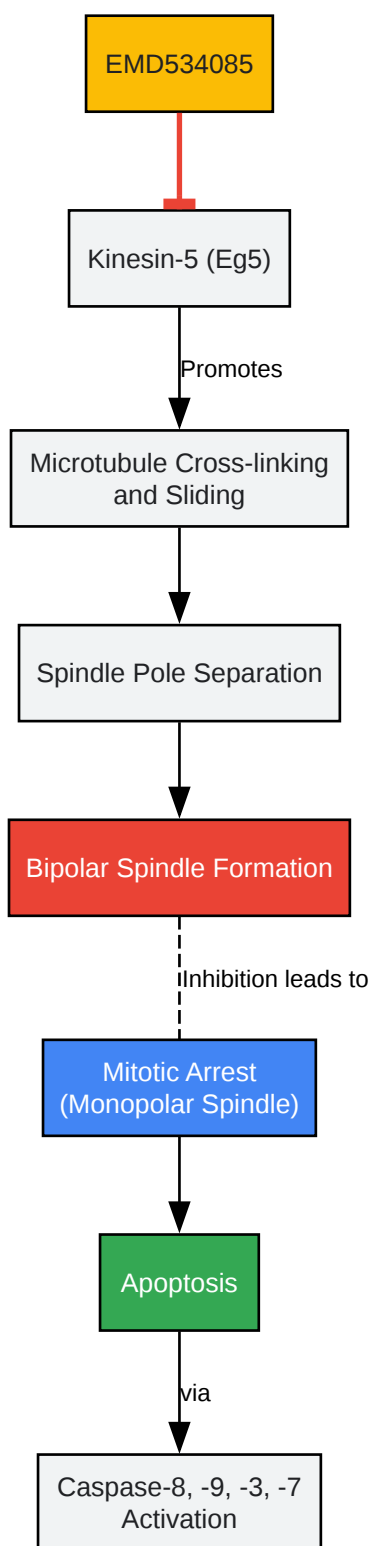 EMD534085
Kinesin-5 (Eg5)
Promotes
Microtubule Cross-linking
and Sliding
Spindle Pole Separation
Bipolar Spindle Formation
Inhibition leads to
Mitotic Arrest
(Monopolar Spindle)
Apoptosis
via
Caspase-8, -9, -3, -7
Activation